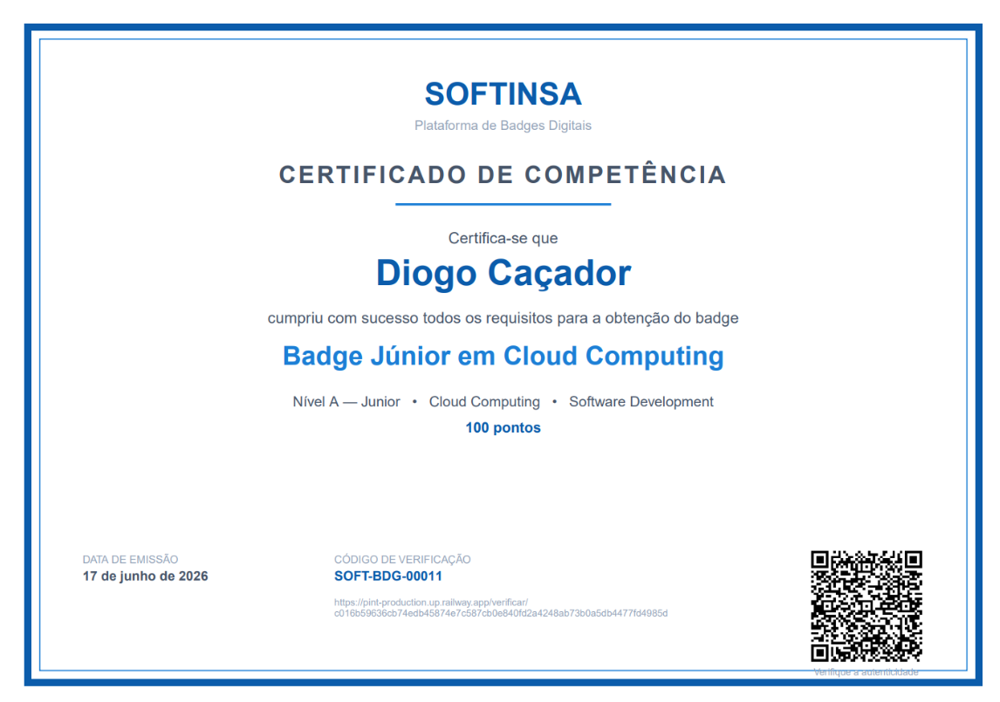 SOFTINSA
Plataforma de Badges Digitais
CERTIFICADO DE COMPETÊNCIA
Certifica-se que
Diogo Caçador
cumpriu com sucesso todos os requisitos para a obtenção do badge
Badge Júnior em Cloud Computing
Nível A — Junior • Cloud Computing • Software Development
100 pontos
DATA DE EMISSÃO
17 de junho de 2026
CÓDIGO DE VERIFICAÇÃO
SOFT-BDG-00011
https://pint-production.up.railway.app/verificar/
c016b59636cb74edb45874e7c587cb0e840fd2a4248ab73b0a5db4477fd4985d
Verifique a autenticidade